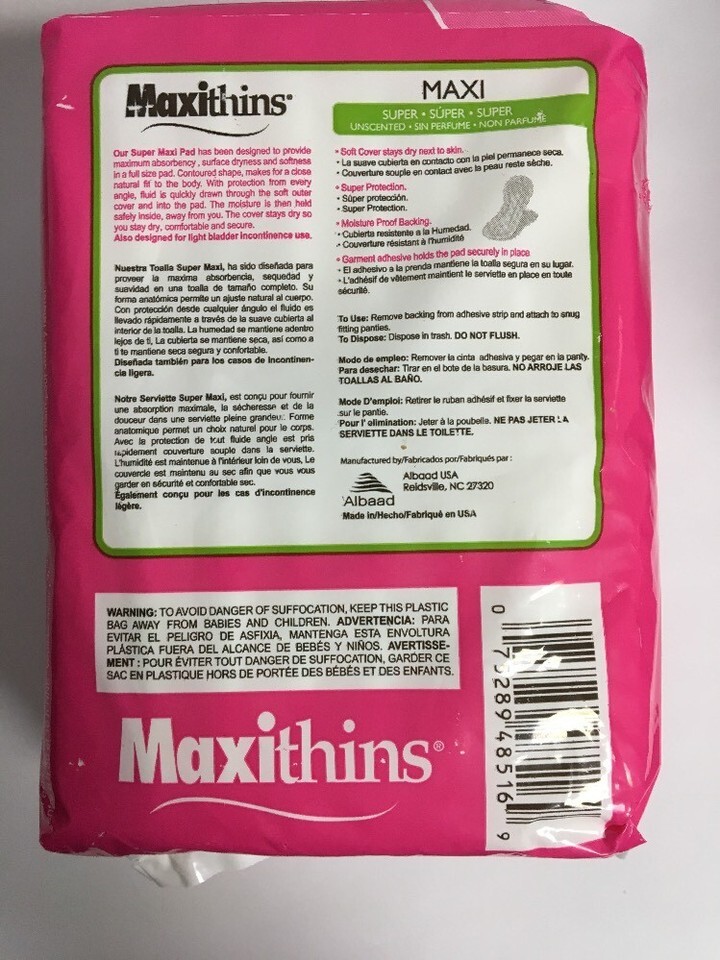 Maxithins®
Our Super Maxi Pad has been designed to provide
maximum absorbency , surface dryness and softness
in a full size pad. Contoured shape, makes for a close
natural fit to the body. With protection from every
angle, fluid is quickly drawn through the soft outer
cover and into the pad. The moisture is then held
safely inside, away from you. The cover stays dry so
you stay dry, comfortable and secure.
Also designed for light bladder incontinence use.
Nuestra Toalla Super Maxi, ha sido diseñada para
proveer la maxima absorbencia, sequedad y
suavidad en una toalla de tamaño completo. Su
forma anatómica permite un ajuste natural al cuerpo.
Con protección desde cualquier ángulo el fluido es
llevado rápidamente a través de la suave cubierta al
interior de la toalla. La humedad se mantiene adentro
lejos de ti, La cubierta se mantiene seca, así como a
ti te mantiene seca segura y confortable.
Diseñada también para los casos de Incontinen-
cia ligera.
Notre Serviette Super Maxi, est conçu pour fournir
une absorption maximale, la sécheresse et de la
douceur dans une serviette pleine grandeur. Forme
anatomique permet un choix naturel pour le corps.
Avec la protection de tout fluide angle est pris
rapidement couverture souple dans la serviette.
L'humidité est maintenue à l'intérieur loin de vous, Le
couvercle est maintenu au sec afin que vous vous
garder en sécurité et confortable sec.
Également conçu pour les cas d'incontinence
légère.
MAXI
SUPER • SÚPER • SUPER
UNSCENTED • SIN PERFUME • NON PARFUMÉ
• Soft Cover stays dry next to skin.
• La suave cubierta en contacto con la piel permanece seca.
• Couverture souple en contact avec la peau reste sèche.
• Super Protection.
• Súper protección.
• Super Protection.
• Moisture Proof Backing.
• Cubierta resistente a la Humedad.
• Couverture résistant à l'humidité
• Garment adhesive holds the pad securely in place
• El adhesivo a la prenda mantiene la toalla segura en su lugar.
• L'adhésif de vêtement maintient le serviette en place en toute
sécurité.
To Use: Remove backing from adhesive strip and attach to snug
fitting panties.
To Dispose: Dispose in trash. DO NOT FLUSH.
Modo de empleo: Remover la cinta adhesiva y pegar en la panty.
Para desechar: Tirar en el bote de la basura. NO ARROJE LAS
TOALLAS AL BAÑO.
Mode D'emploi: Retirer le ruban adhésif et fixer la serviette
sur le pantie.
Pour l' elimination: Jeter à la poubelle. NE PAS JETER LA
SERVIETTE DANS LE TOILETTE.
Manufactured by/Fabricados por/Fabriqués par :
Albaad
Albaad USA
Reidsville, NC 27320
Made in/Hecho/Fabriqué en USA
WARNING: TO AVOID DANGER OF SUFFOCATION, KEEP THIS PLASTIC
BAG AWAY FROM BABIES AND CHILDREN. ADVERTENCIA: PARA
EVITAR EL PELIGRO DE ASFIXIA, MANTENGA ESTA ENVOLTURA
PLÁSTICA FUERA DEL ALCANCE DE BEBÉS Y NIÑOS. AVERTISSE-
MENT : POUR ÉVITER TOUT DANGER DE SUFFOCATION, GARDER CE
SAC EN PLASTIQUE HORS DE PORTÉE DES BÉBÉS ET DES ENFANTS.
Maxithins®
0 75289 48516 9